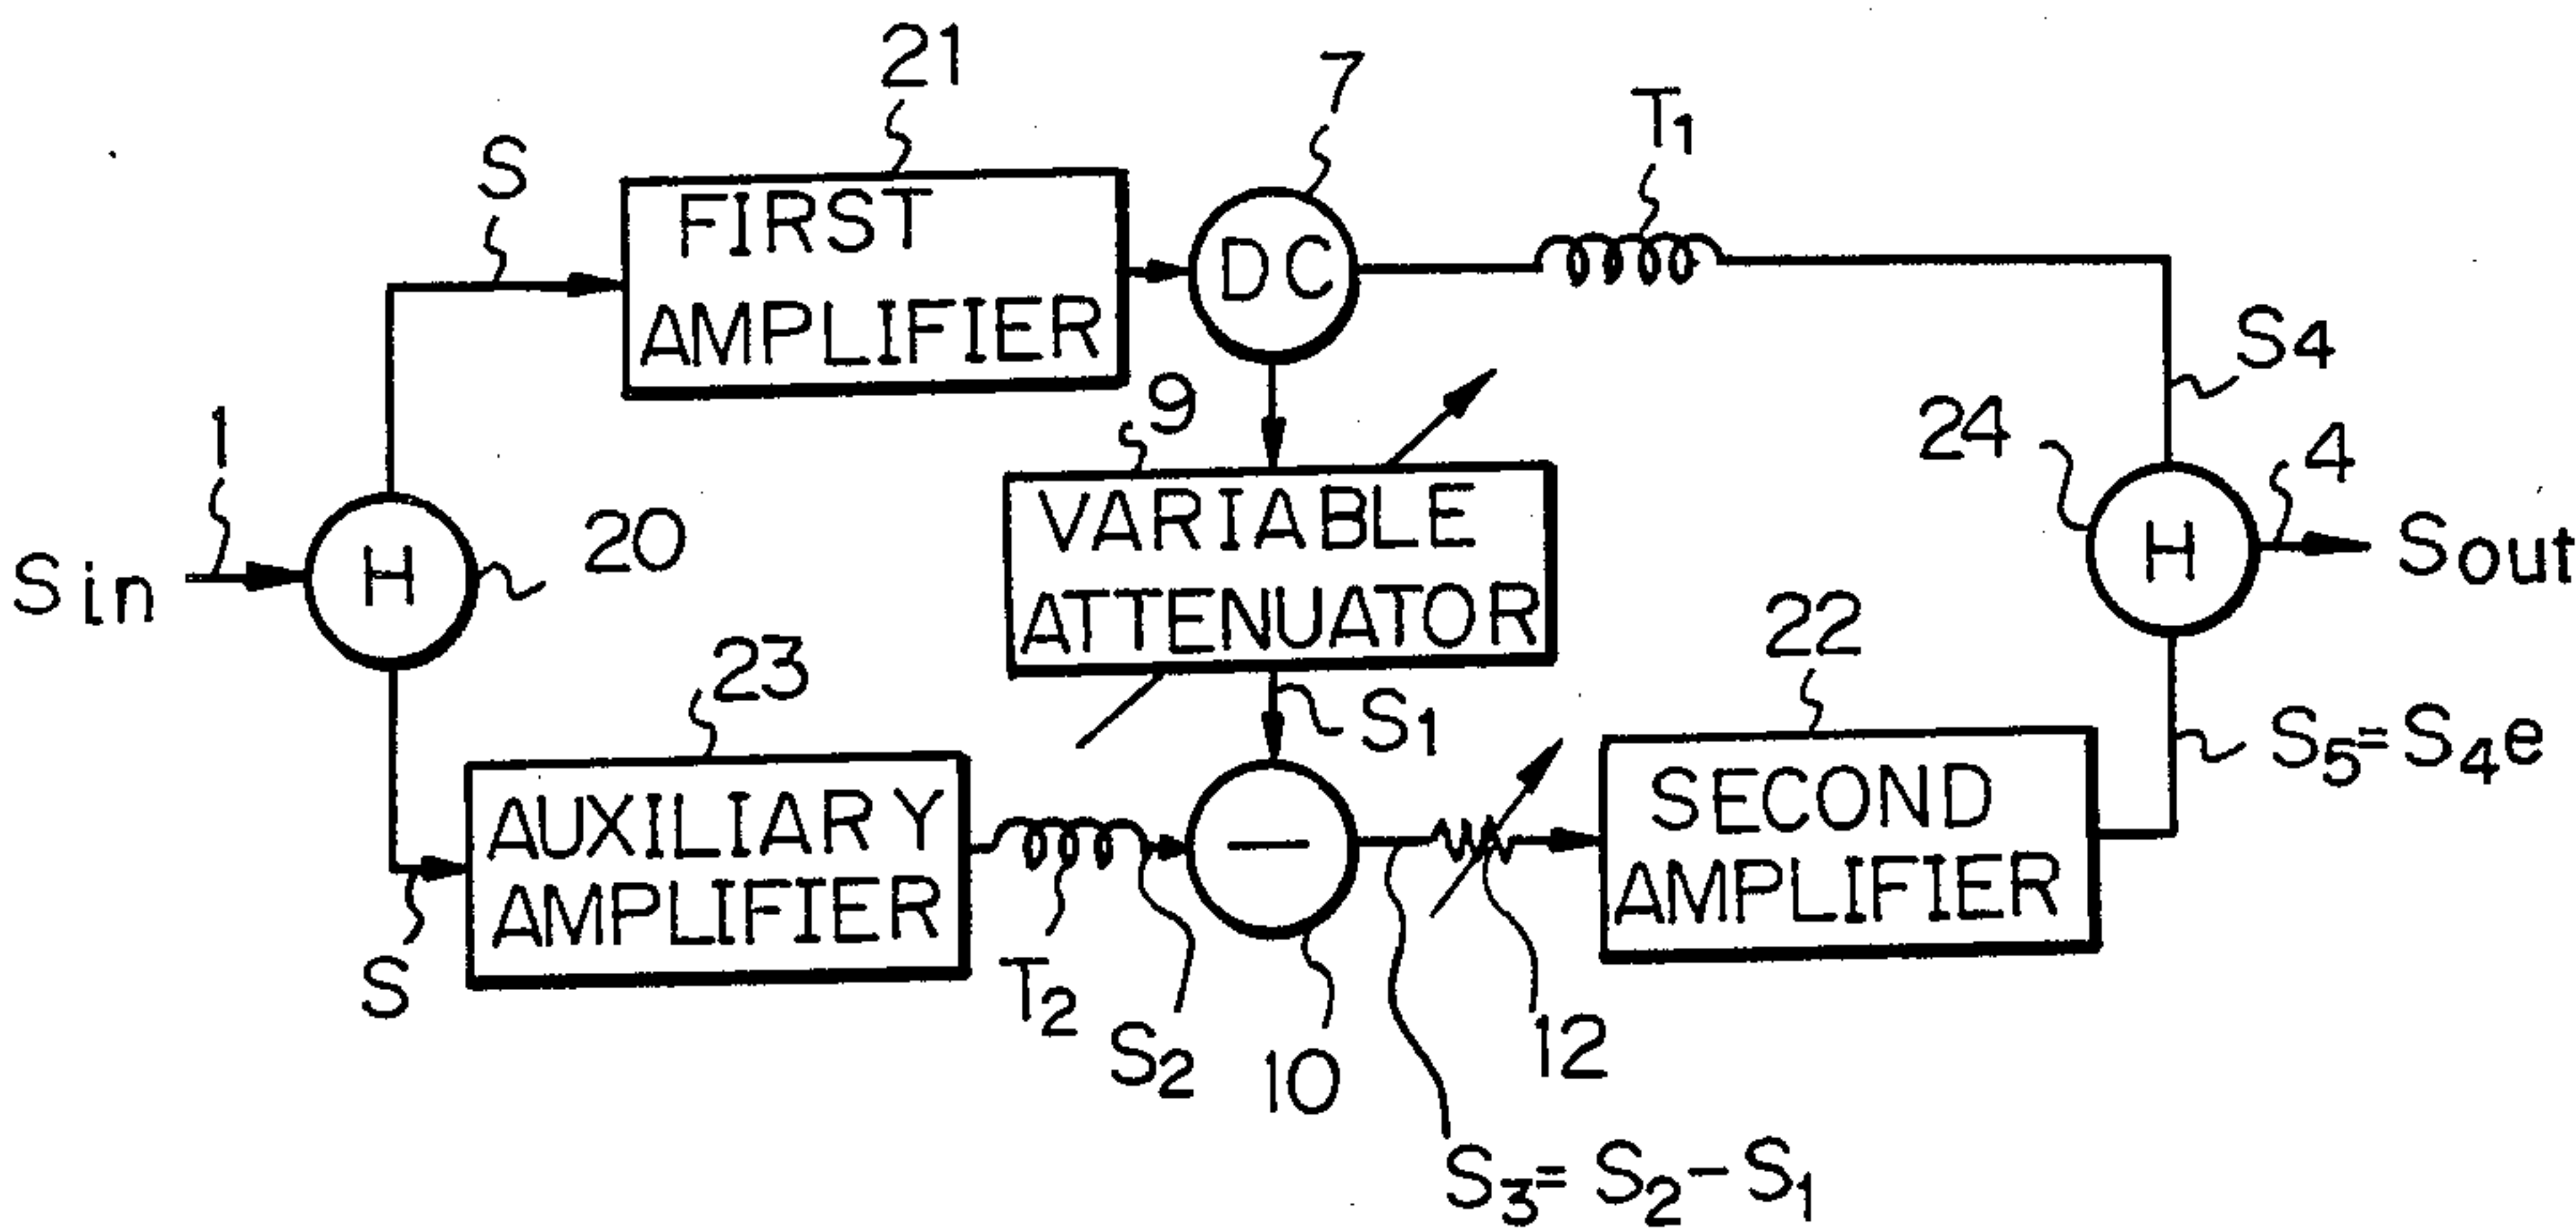 21
7
T1
S
FIRST
AMPLIFIER
DC
S4
9
24
4
1
Sin
H
20
VARIABLE
ATTENUATOR
H
Sout
23
22
S1
S5=S4e
AUXILIARY
AMPLIFIER
—
SECOND
AMPLIFIER
S
T2
S2
10
12
S3=S2-S1